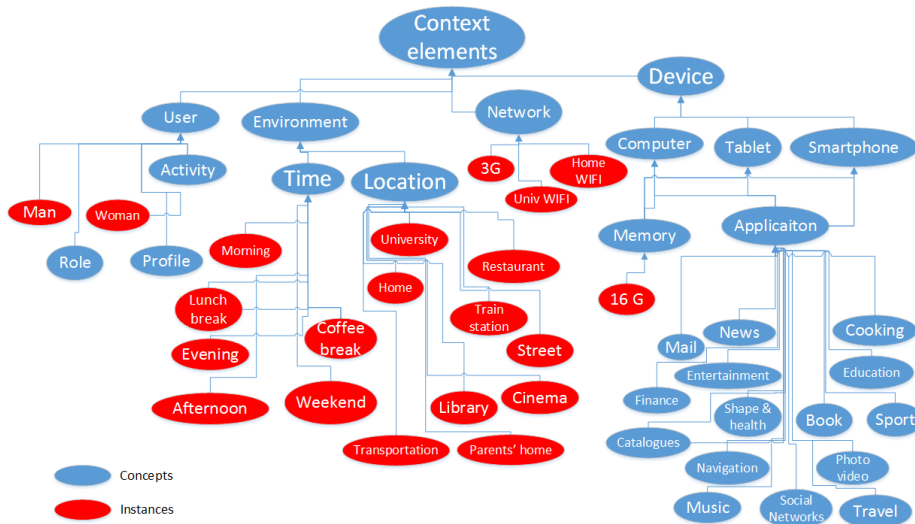 Context
elements
Device
User
Environment
Network
Computer
Tablet
Smartphone
Activity
Time
Location
3G
Home
WIFI
Univ WIFI
Man
Woman
Role
Profile
Morning
University
Restaurant
Home
Memory
Applicaiton
Lunch
break
Coffee
break
Train
station
16 G
Evening
Street
Mail
News
Cooking
Afternoon
Weekend
Library
Cinema
Finance
Entertainment
Education
Shape &
health
Book
Sport
Transportation
Parents' home
Catalogues
Navigation
Photo
video
Music
Social
Networks
Travel
Concepts
Instances